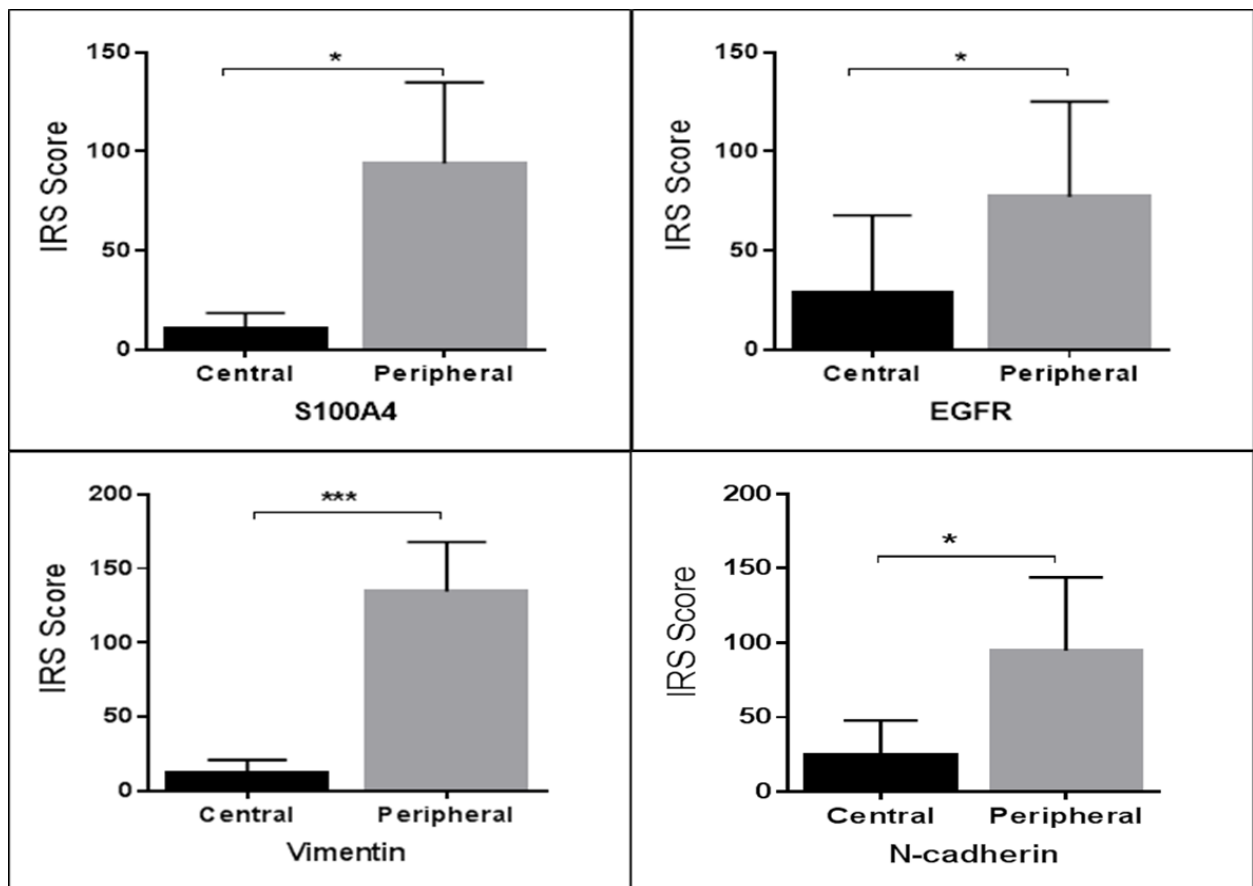 150
100
50
0
IRS Score
*
Central Peripheral
S100A4
150
100
50
0
IRS Score
*
Central Peripheral
EGFR
200
150
100
50
0
IRS Score
***
Central Peripheral
Vimentin
200
150
100
50
0
IRS Score
*
Central Peripheral
N-cadherin